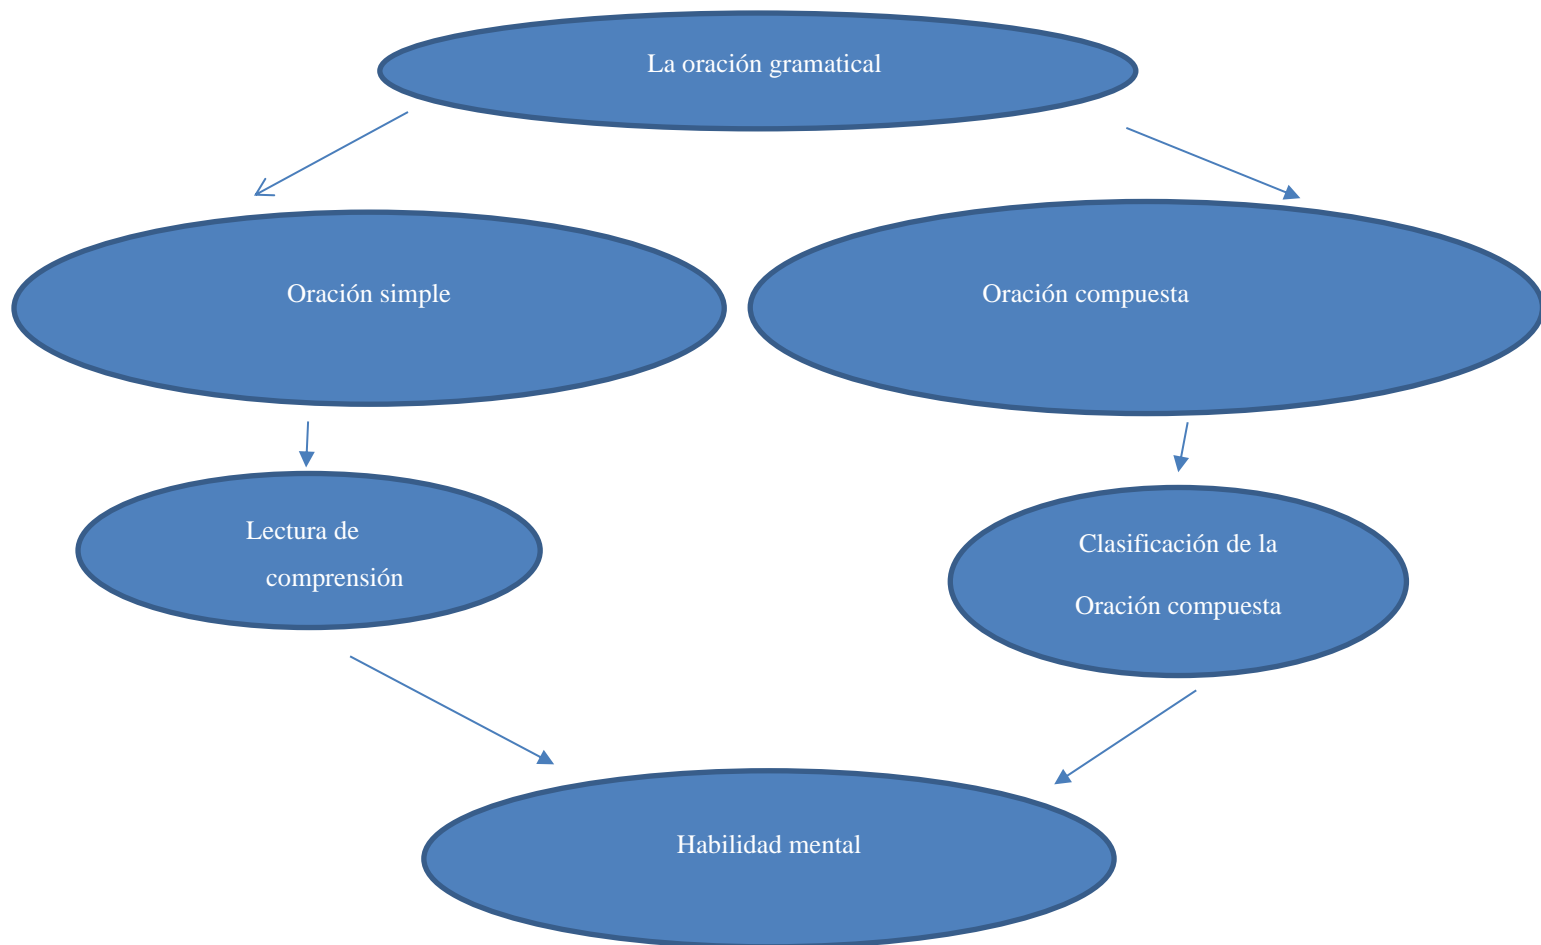 La oración gramatical
Oración simple
Oración compuesta
Lectura de
comprensión
Clasificación de la
Oración compuesta
Habilidad mental